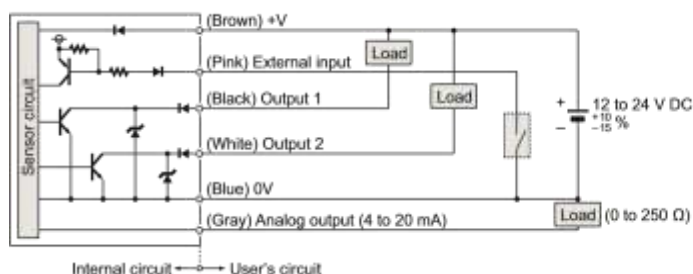 (Brown) +V
(Pink) External input
Load
(Black) Output 1
Load
Sensor circuit
+ 12 to 24 V DC
− +10 −15 %
(White) Output 2
(Blue) 0V
(Gray) Analog output (4 to 20 mA)
Load (0 to 250 Ω)
Internal circuit
User's circuit